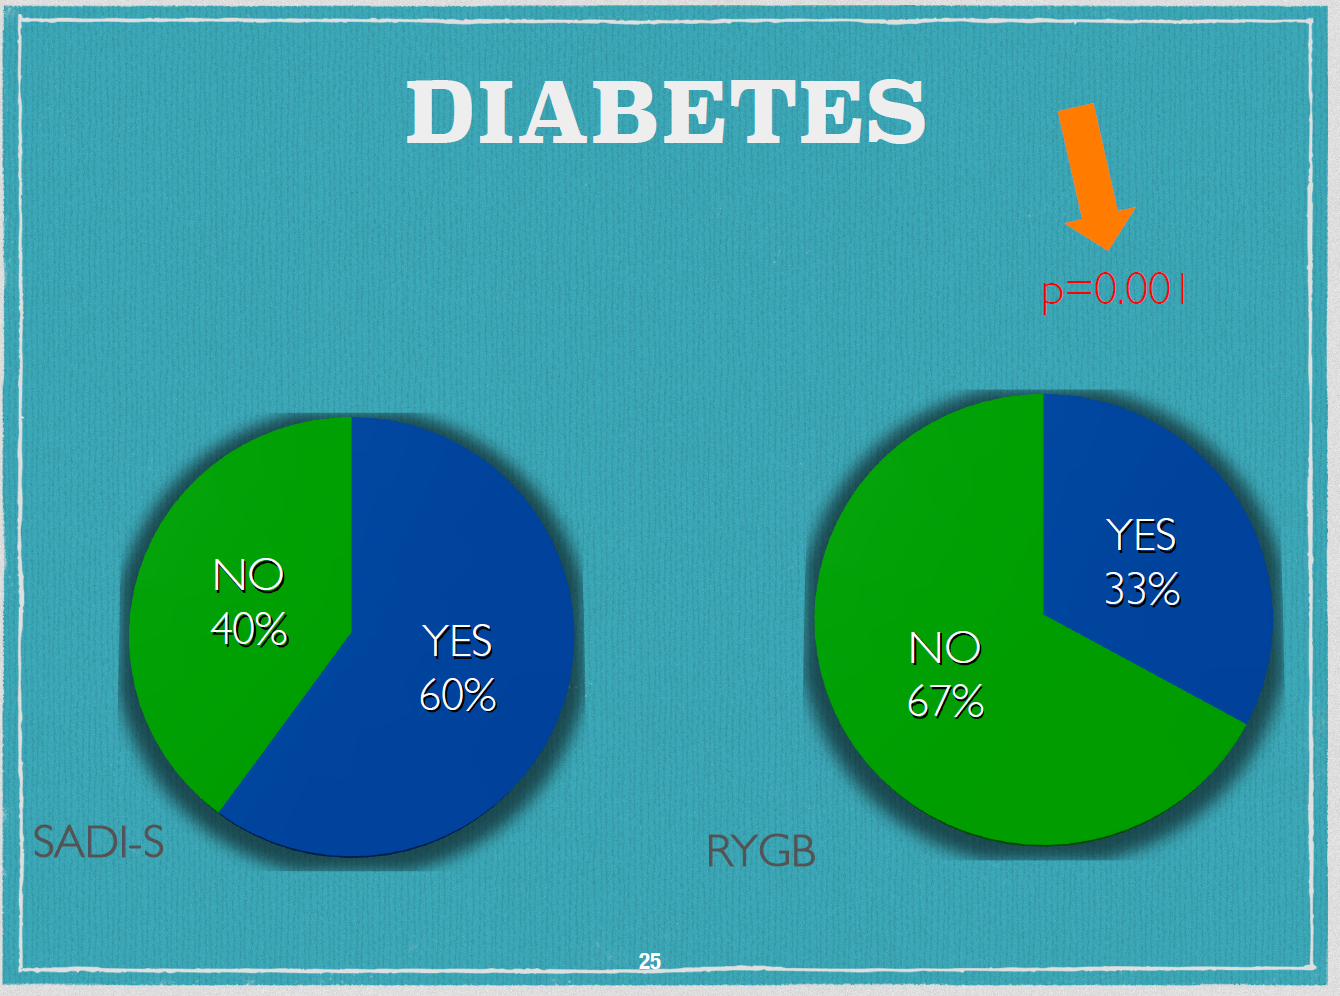 DIABETES
p=0.001
NO
40%
YES
60%
SADI-S
YES
33%
NO
67%
RYGB
25